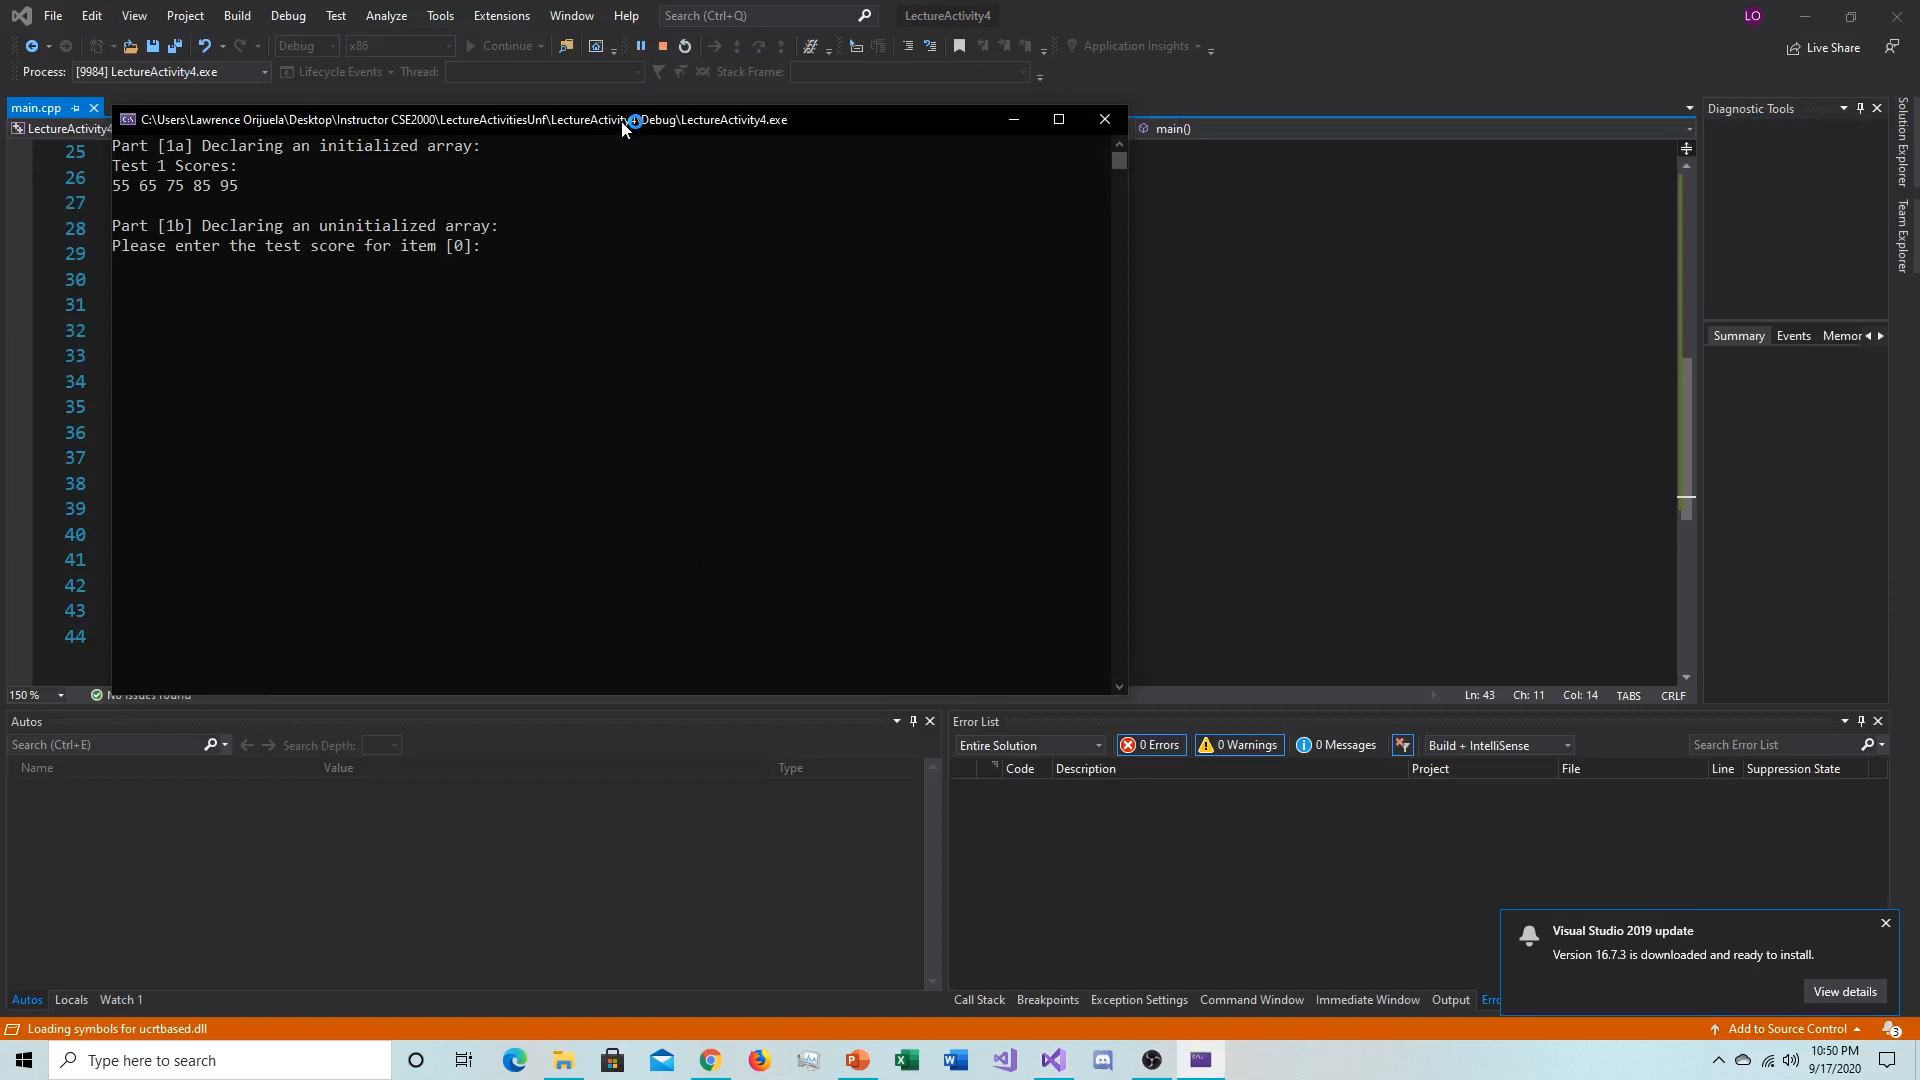 File Edit View Project Build Debug Test Analyze Tools Extensions Window Help Search (Ctrl+Q) LectureActivity4 LO
Debug x86 Continue Application Insights Live Share
Process: [9984] LectureActivity4.exe Lifecycle Events Thread: Stack Frame:
main.cpp
LectureActivity4
main()
C:\Users\Lawrence Orijuela\Desktop\Instructor CSE2000\LectureActivitiesUnf\LectureActivity4\Debug\LectureActivity4.exe
Part [1a] Declaring an initialized array:
Test 1 Scores:
55 65 75 85 95
Part [1b] Declaring an uninitialized array:
Please enter the test score for item [0]:
25
26
27
28
29
30
31
32
33
34
35
36
37
38
39
40
41
42
43
44
150 % No issues found Ln: 43 Ch: 11 Col: 14 TABS CRLF
Diagnostic Tools
Summary Events Memor
Solution Explorer
Team Explorer
Autos
Search (Ctrl+E) Search Depth:
Name Value Type
Autos Locals Watch 1
Error List
Entire Solution 0 Errors 0 Warnings 0 Messages Build + IntelliSense Search Error List
Code Description Project File Line Suppression State
Call Stack Breakpoints Exception Settings Command Window Immediate Window Output Erro
Visual Studio 2019 update
Version 16.7.3 is downloaded and ready to install.
View details
Loading symbols for ucrtbased.dll Add to Source Control 3
Type here to search
10:50 PM
9/17/2020